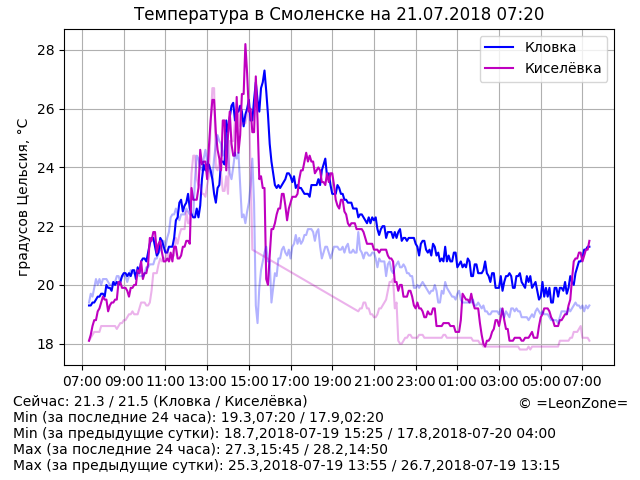 Температура в Смоленске на 21.07.2018 07:20
градусов Цельсия, °C
28
26
24
22
20
18
Кловка
Киселёвка
07:00 09:00 11:00 13:00 15:00 17:00 19:00 21:00 23:00 01:00 03:00 05:00 07:00
Сейчас: 21.3 / 21.5 (Кловка / Киселёвка)
© =LeonZone=
Min (за последние 24 часа): 19.3,07:20 / 17.9,02:20
Min (за предыдущие сутки): 18.7,2018-07-19 15:25 / 17.8,2018-07-20 04:00
Max (за последние 24 часа): 27.3,15:45 / 28.2,14:50
Max (за предыдущие сутки): 25.3,2018-07-19 13:55 / 26.7,2018-07-19 13:15